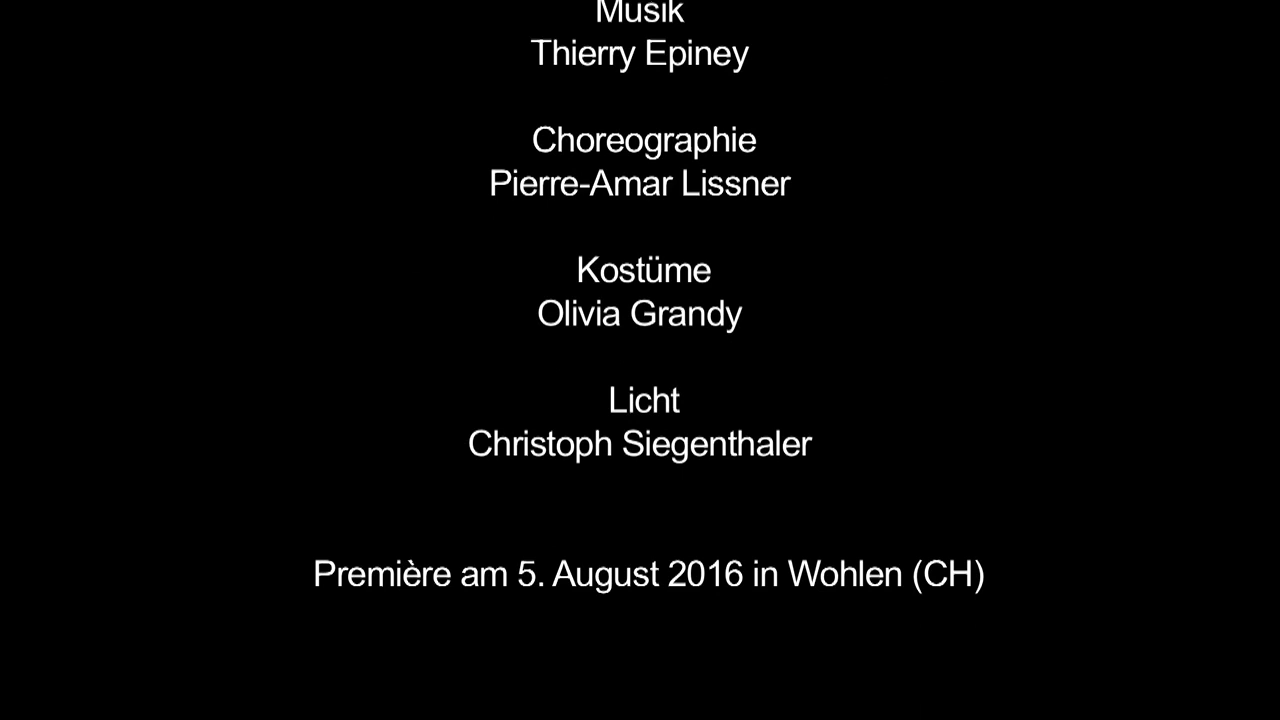 Musik
Thierry Epiney
Choreographie
Pierre-Amar Lissner
Kostüme
Olivia Grandy
Licht
Christoph Siegenthaler
Première am 5. August 2016 in Wohlen (CH)